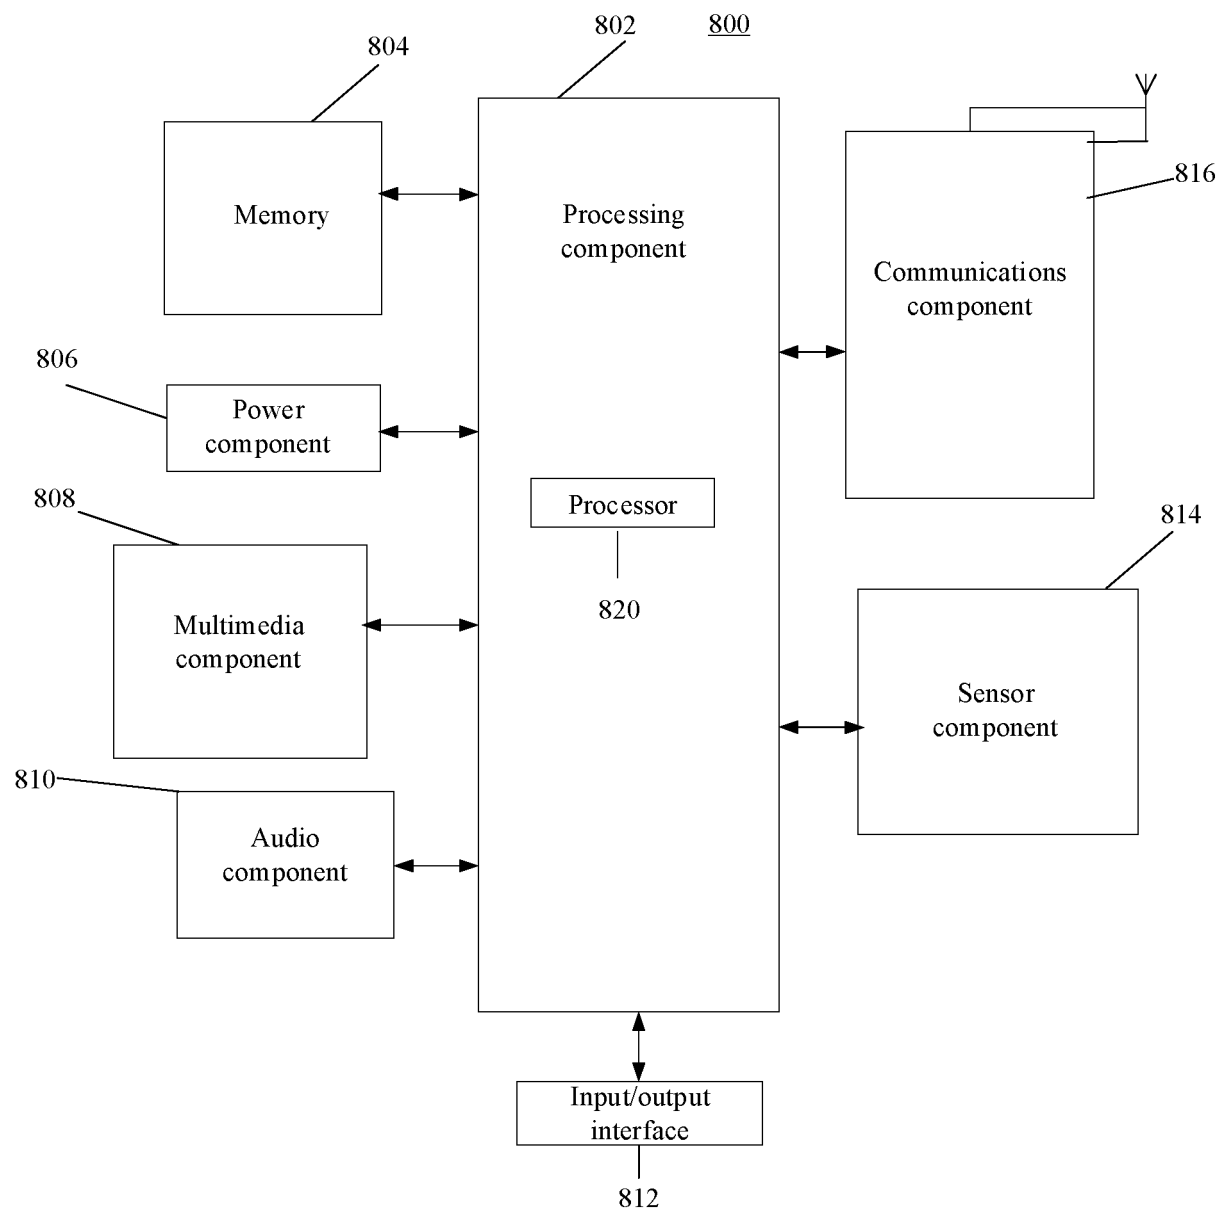 800
802
804
Memory
Processing
component
816
Communications
component
806
Power
component
808
Processor
820
814
Multimedia
component
Sensor
component
810
Audio
component
Input/output
interface
812